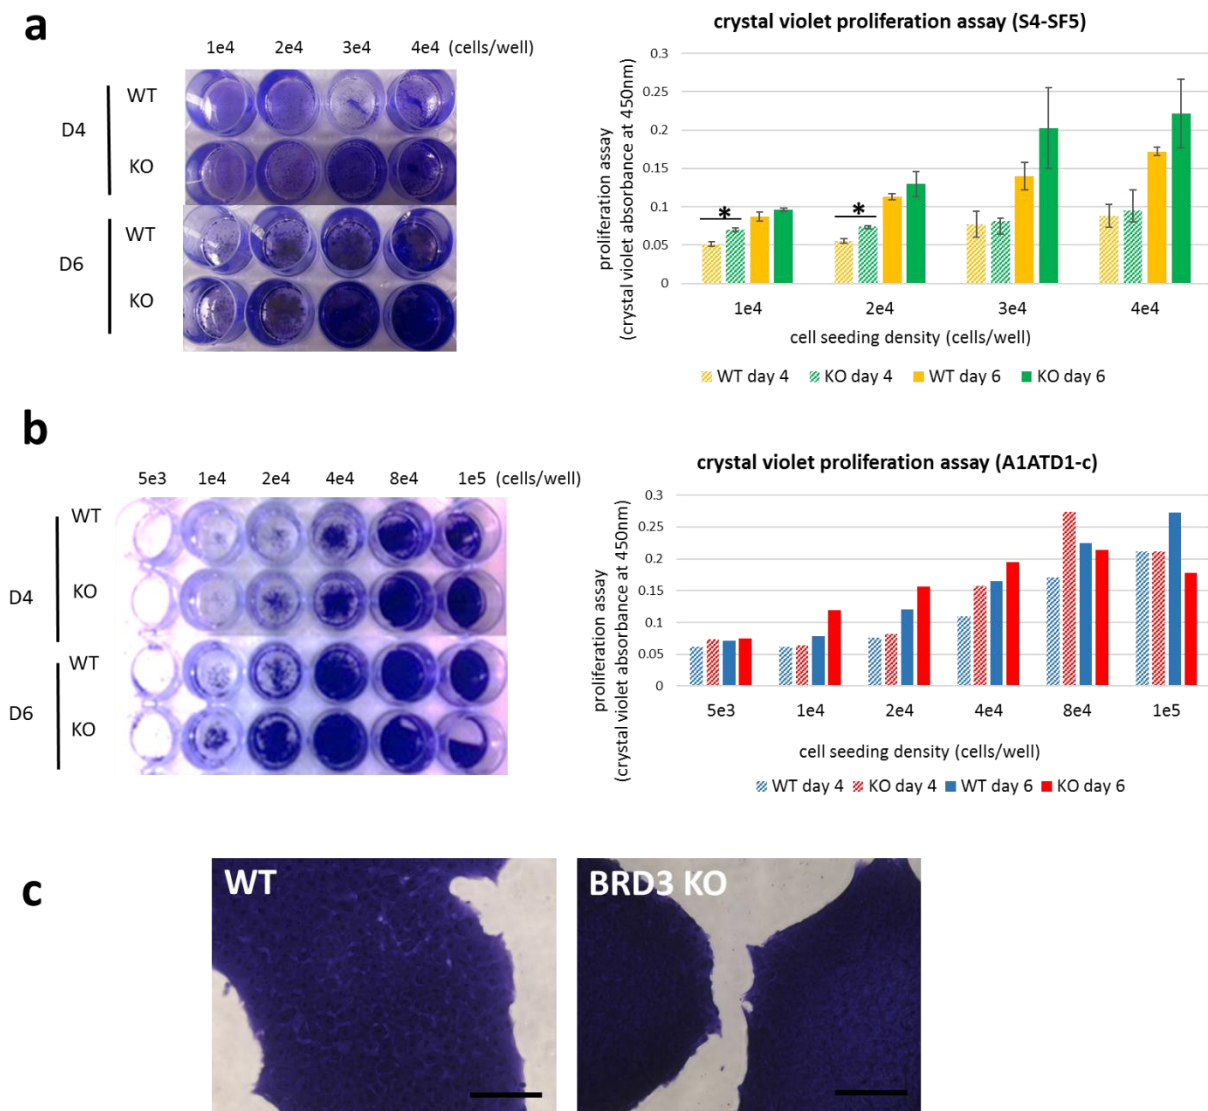 a
1e4 2e4 3e4 4e4 (cells/well)
D4
WT
KO
D6
WT
KO
crystal violet proliferation assay (S4-SF5)
proliferation assay
(crystal violet absorbance at 450nm)
0.3
0.25
0.2
0.15
0.1
0.05
0
* *
1e4 2e4 3e4 4e4
cell seeding density (cells/well)
WT day 4 KO day 4 WT day 6 KO day 6
b
5e3 1e4 2e4 4e4 8e4 1e5 (cells/well)
D4
WT
KO
D6
WT
KO
crystal violet proliferation assay (A1ATD1-c)
proliferation assay
(crystal violet absorbance at 450nm)
0.3
0.25
0.2
0.15
0.1
0.05
0
5e3 1e4 2e4 4e4 8e4 1e5
cell seeding density (cells/well)
WT day 4 KO day 4 WT day 6 KO day 6
c
WT
BRD3 KO